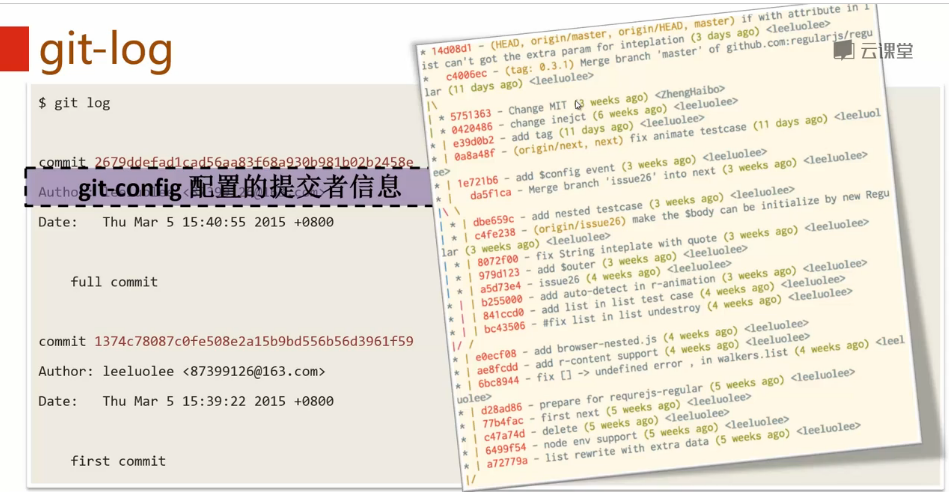 git-log
云课堂
$ git log
commit 2679ddefad1cad56aa83f68a930b981b02b2458e
git-config 配置的提交者信息
Author:
Date: Thu Mar 5 15:40:55 2015 +0800
full commit
commit 1374c78087c0fe508e2a15b9bd556b56d3961f59
Author: leeluolee <87399126@163.com>
Date: Thu Mar 5 15:39:22 2015 +0800
first commit
* 14d08d1 - (HEAD, origin/master, origin/HEAD, master) if with attribute in l
ist can't got the extra param for inteplation (3 days ago) <leeluolee>
* c4006ec - (tag: 0.3.1) Merge branch 'master' of github.com:regularjs/regu
lar (11 days ago) <leeluolee>
|\
| * 5751363 - Change MIT (3 weeks ago) <ZhengHaibo>
* | 0420486 - change inejct (6 weeks ago) <leeluolee>
* | e39d0b2 - add tag (11 days ago) <leeluolee>
* | 0a8a48f - (origin/next, next) fix animate testcase (11 days ago) <leeluol
ee>
* | 1e721b6 - add $config event (3 weeks ago) <leeluolee>
* | da5f1ca - Merge branch 'issue26' into next (3 weeks ago) <leeluolee>
|\ \
| * | dbe659c - add nested testcase (3 weeks ago) <leeluolee>
| * | c4fe238 - (origin/issue26) make the $body can be initialize by new Regu
lar (3 weeks ago) <leeluolee>
| * | 8072f00 - fix String inteplate with quote (3 weeks ago) <leeluolee>
| * | 979d123 - add $outer (3 weeks ago) <leeluolee>
| * | a5d73e4 - issue26 (4 weeks ago) <leeluolee>
* | | b255000 - add auto-detect in r-animation (3 weeks ago) <leeluolee>
* | | 841ccd0 - add list in list test case (4 weeks ago) <leeluolee>
* | | bc43506 - #fix list in list undestroy (4 weeks ago) <leeluolee>
|/ /
* | e0ecf08 - add browser-nested.js (4 weeks ago) <leeluolee>
* | ae8fcdd - add r-content support (4 weeks ago) <leeluolee>
* | 6bc8944 - fix [] -> undefined error , in walkers.list (4 weeks ago) <leel
uolee>
* | d28ad86 - prepare for requrejs-regular (5 weeks ago) <leeluolee>
* | 77b4fac - first next (5 weeks ago) <leeluolee>
* | c47a74d - delete (5 weeks ago) <leeluolee>
* | 6499f54 - node env support (5 weeks ago) <leeluolee>
* | a72779a - list rewrite with extra data (5 weeks ago) <leeluolee>
|/